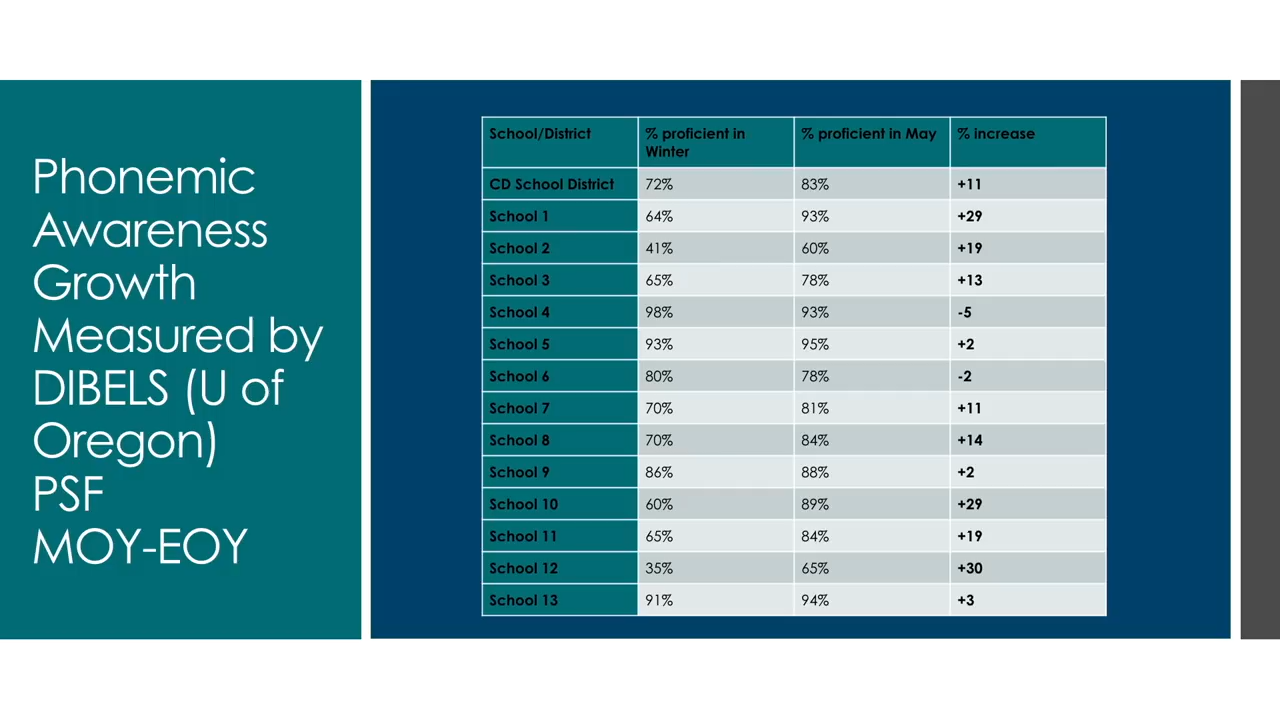 Phonemic
Awareness
Growth
Measured by
DIBELS (U of
Oregon)
PSF
MOY-EOY
School/District % proficient in Winter % proficient in May % increase
CD School District 72% 83% +11
School 1 64% 93% +29
School 2 41% 60% +19
School 3 65% 78% +13
School 4 98% 93% -5
School 5 93% 95% +2
School 6 80% 78% -2
School 7 70% 81% +11
School 8 70% 84% +14
School 9 86% 88% +2
School 10 60% 89% +29
School 11 65% 84% +19
School 12 35% 65% +30
School 13 91% 94% +3